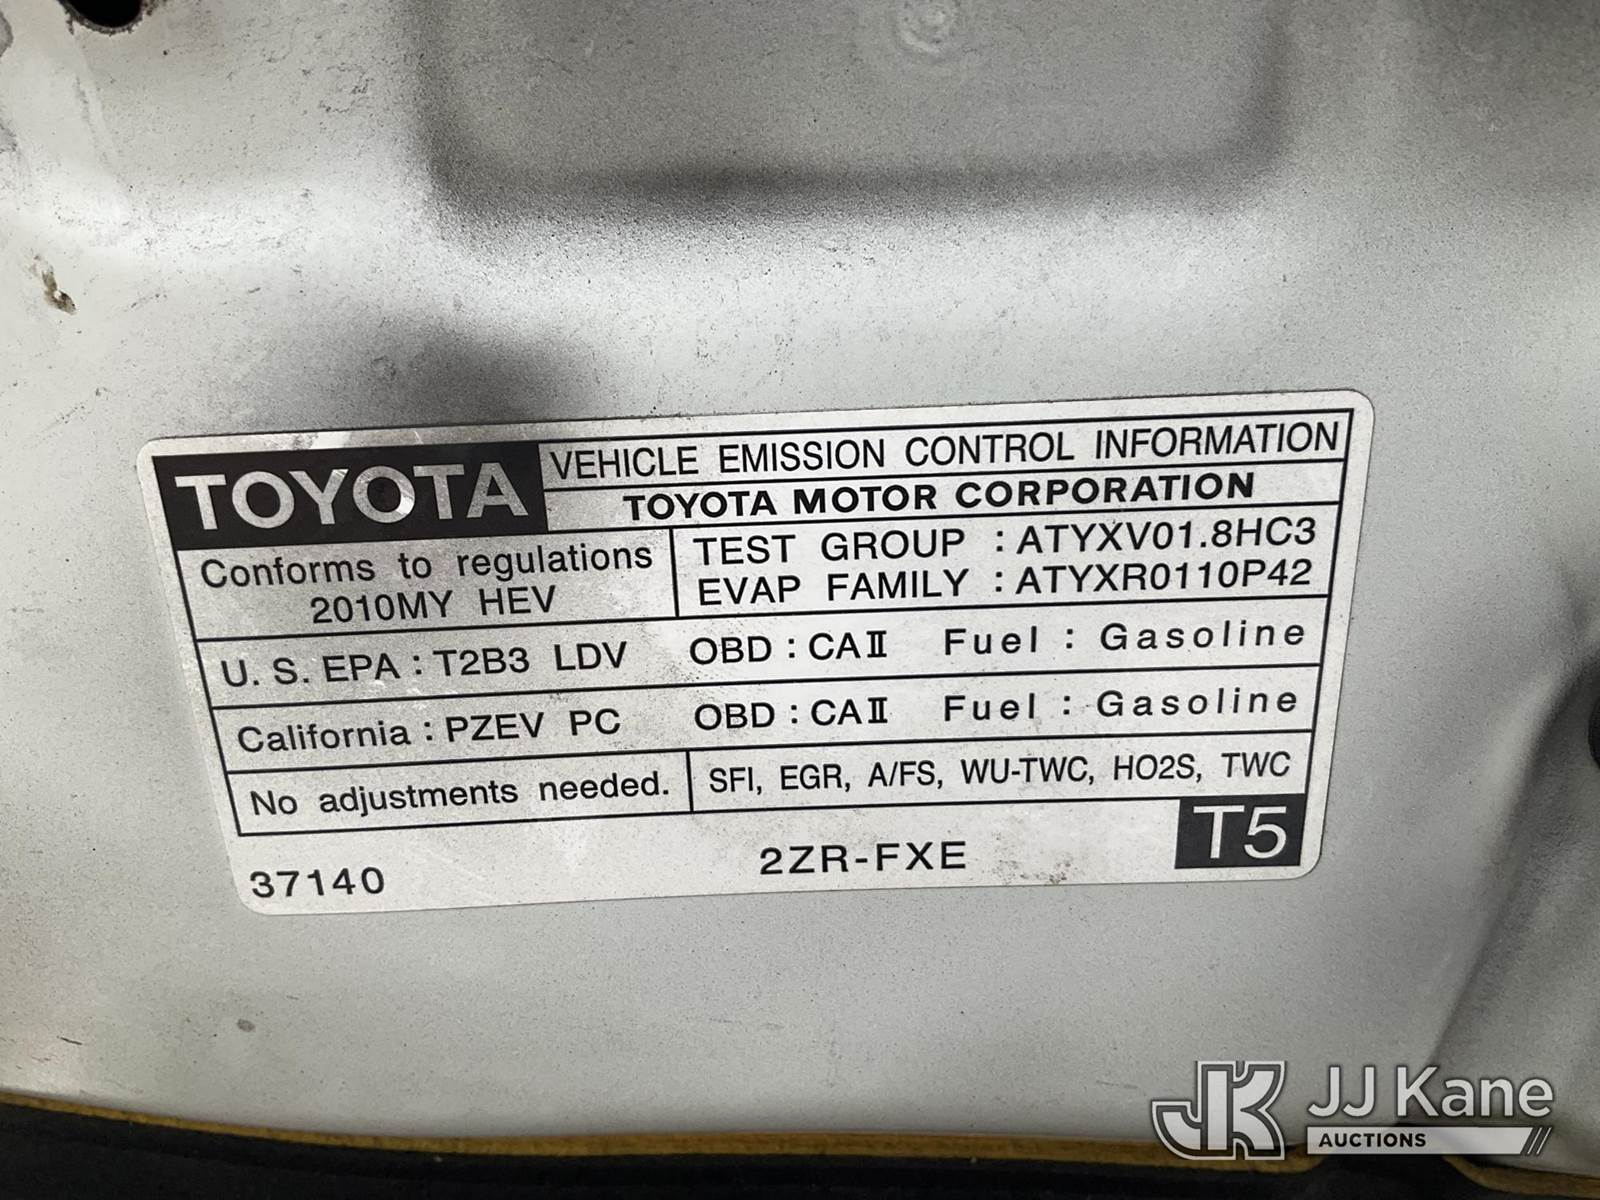 TOYOTA
VEHICLE EMISSION CONTROL INFORMATION
TOYOTA MOTOR CORPORATION
Conforms to regulations
2010MY HEV
TEST GROUP : ATYXV01.8HC3
EVAP FAMILY : ATYXR0110P42
U. S. EPA : T2B3 LDV OBD : CAⅡ Fuel : Gasoline
California : PZEV PC OBD : CAⅡ Fuel : Gasoline
No adjustments needed. SFI, EGR, A/FS, WU-TWC, HO2S, TWC
37140 2ZR-FXE T5
JK JJ Kane
AUCTIONS